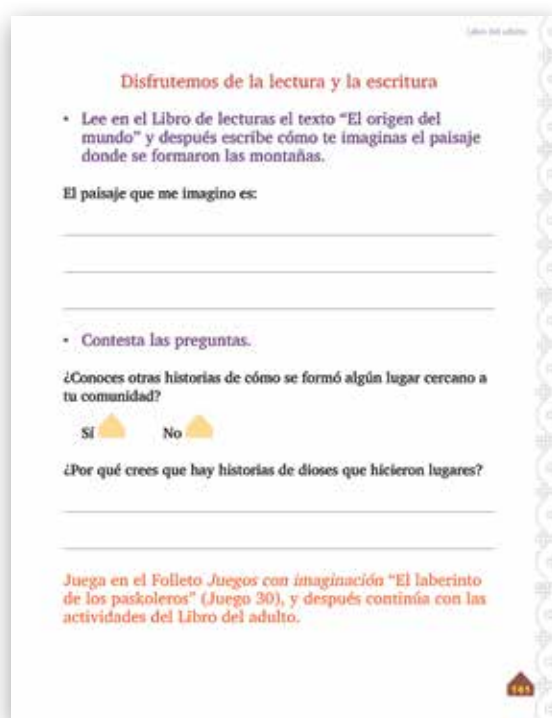 Libro del adulto
Disfrutemos de la lectura y la escritura
• Lee en el Libro de lecturas el texto “El origen del
mundo” y después escribe cómo te imaginas el paisaje
donde se formaron las montañas.
El paisaje que me imagino es:
• Contesta las preguntas.
¿Conoces otras historias de cómo se formó algún lugar cercano a
tu comunidad?
Sí No
¿Por qué crees que hay historias de dioses que hicieron lugares?
Juega en el Folleto Juegos con imaginación “El laberinto
de los paskoleros” (Juego 30), y después continúa con las
actividades del Libro del adulto.